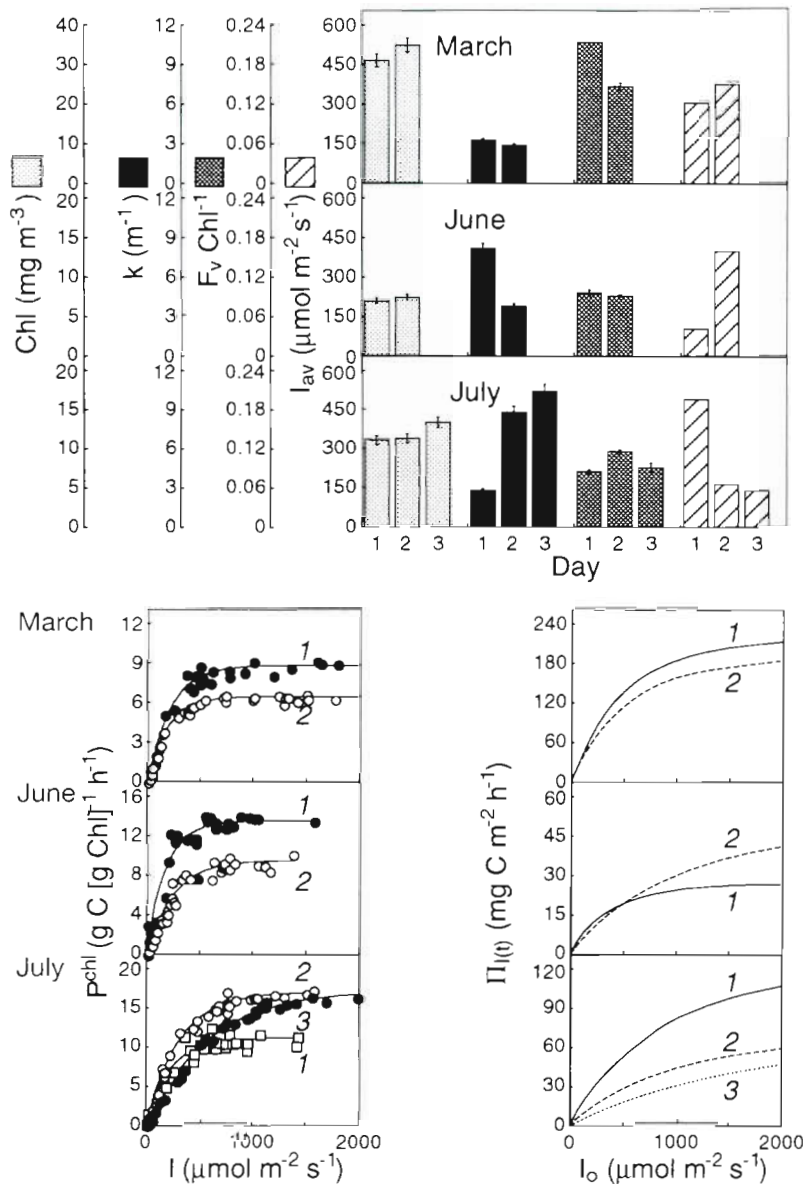 40 12 0.24 600 March
30 9 0.18 450
20 6 0.12 300
10 3 0.06 150
0 0 0 0
20 12 0.24 600 June
15 9 0.18 450
10 6 0.12 300
5 3 0.06 150
0 0 0 0
20 12 0.24 600 July
15 9 0.18 450
10 6 0.12 300
5 3 0.06 150
0 0 0 0
Chl (mg m⁻³)
k (m⁻¹)
Fv Chl⁻¹
Iav (µmol m⁻² s⁻¹)
1 2 3 1 2 3 1 2 3 1 2 3
Day
March
12
9
6
3
0
1
2
June
16
12
8
4
0
1
2
July
20
15
10
5
0
2
3
1
Pchl (g C [g Chl]⁻¹ h⁻¹)
0 1000 2000
I (µmol m⁻² s⁻¹)
240
180
120
60
0
1
2
60
45
30
15
0
2
1
120
90
60
30
0
1
2
3
ΠI(t) (mg C m⁻² h⁻¹)
0 1000 2000
Io (µmol m⁻² s⁻¹)